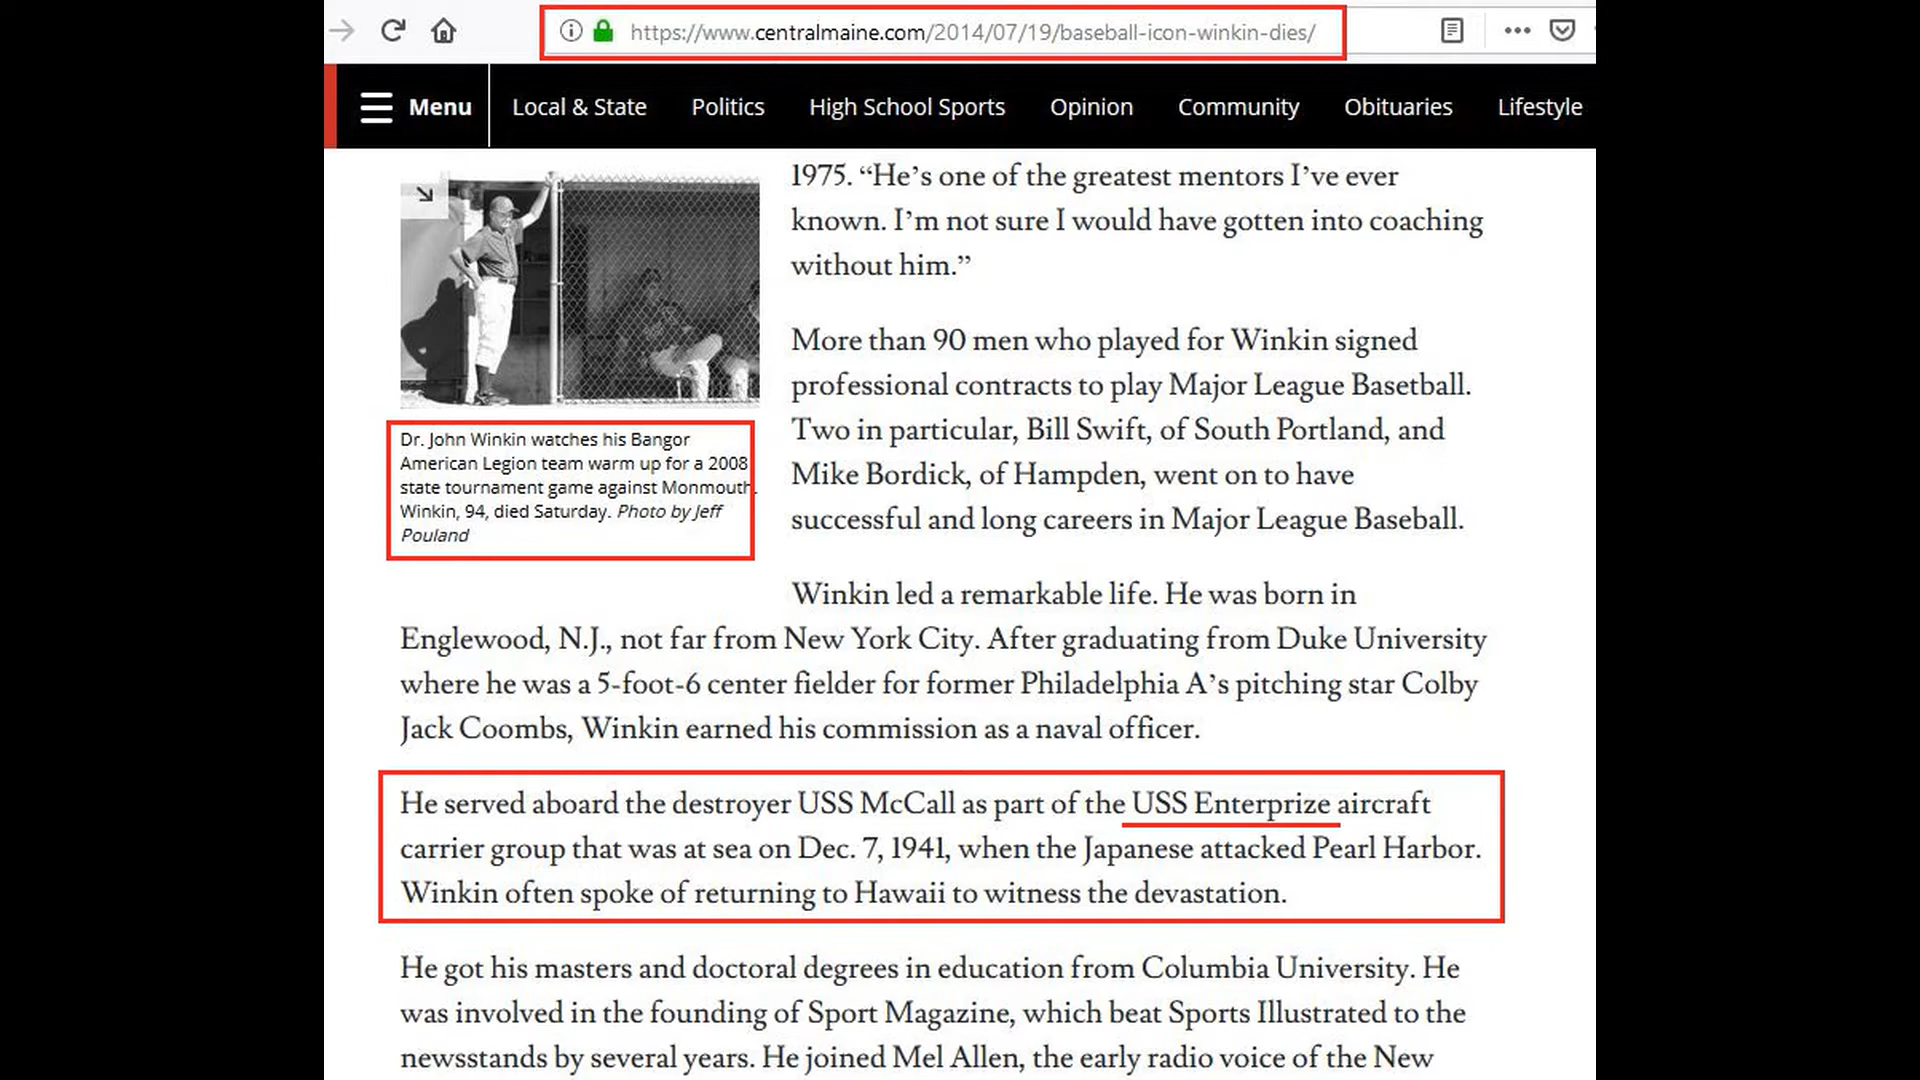 https://www.centralmaine.com/2014/07/19/baseball-icon-winkin-dies/
Menu Local & State Politics High School Sports Opinion Community Obituaries Lifestyle
1975. “He’s one of the greatest mentors I’ve ever
known. I’m not sure I would have gotten into coaching
without him.”
More than 90 men who played for Winkin signed
professional contracts to play Major League Basetball.
Two in particular, Bill Swift, of South Portland, and
Mike Bordick, of Hampden, went on to have
successful and long careers in Major League Baseball.
Dr. John Winkin watches his Bangor
American Legion team warm up for a 2008
state tournament game against Monmouth.
Winkin, 94, died Saturday. Photo by Jeff
Pouland
Winkin led a remarkable life. He was born in
Englewood, N.J., not far from New York City. After graduating from Duke University
where he was a 5-foot-6 center fielder for former Philadelphia A’s pitching star Colby
Jack Coombs, Winkin earned his commission as a naval officer.
He served aboard the destroyer USS McCall as part of the USS Enterprize aircraft
carrier group that was at sea on Dec. 7, 1941, when the Japanese attacked Pearl Harbor.
Winkin often spoke of returning to Hawaii to witness the devastation.
He got his masters and doctoral degrees in education from Columbia University. He
was involved in the founding of Sport Magazine, which beat Sports Illustrated to the
newsstands by several years. He joined Mel Allen, the early radio voice of the New